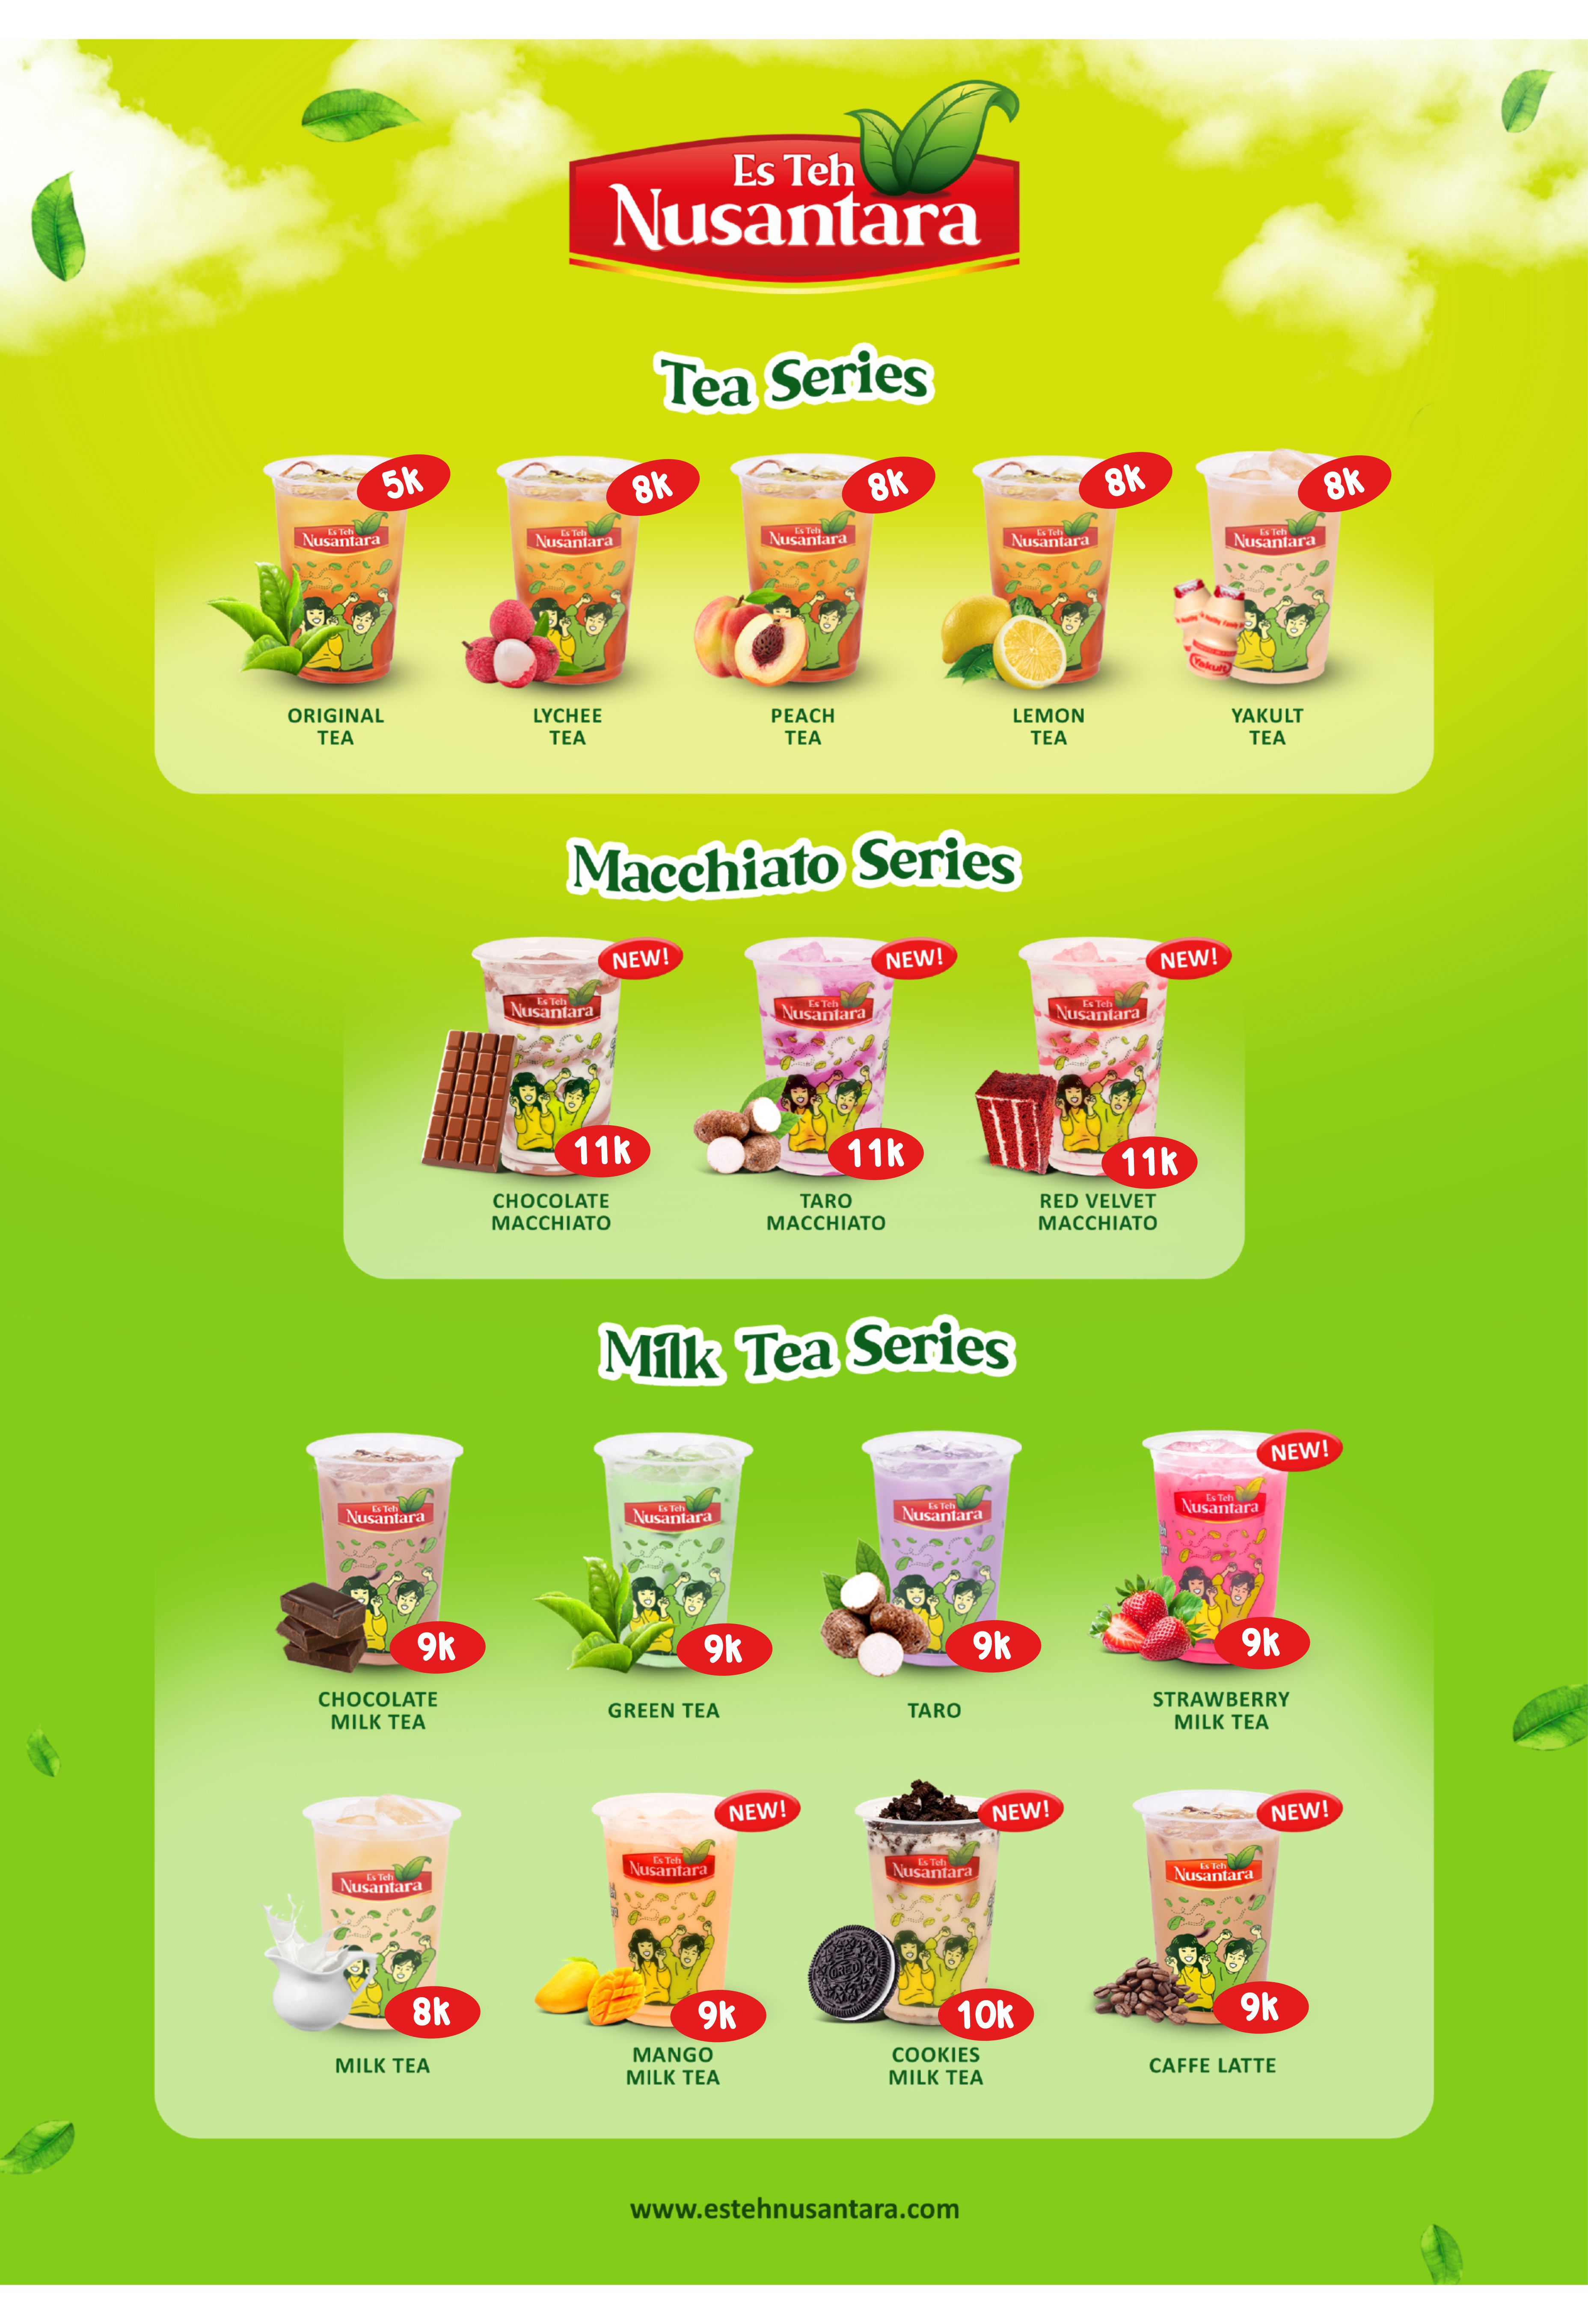 Es Teh
Nusantara
Tea Series
5k
8k
8k
8k
8k
ORIGINAL
TEA
LYCHEE
TEA
PEACH
TEA
LEMON
TEA
YAKULT
TEA
Macchiato Series
NEW!
NEW!
NEW!
11k
11k
11k
CHOCOLATE
MACCHIATO
TARO
MACCHIATO
RED VELVET
MACCHIATO
Milk Tea Series
NEW!
9k
9k
9k
9k
CHOCOLATE
MILK TEA
GREEN TEA
TARO
STRAWBERRY
MILK TEA
NEW!
NEW!
NEW!
8k
9k
10k
9k
MILK TEA
MANGO
MILK TEA
COOKIES
MILK TEA
CAFFE LATTE
www.estehnusantara.com